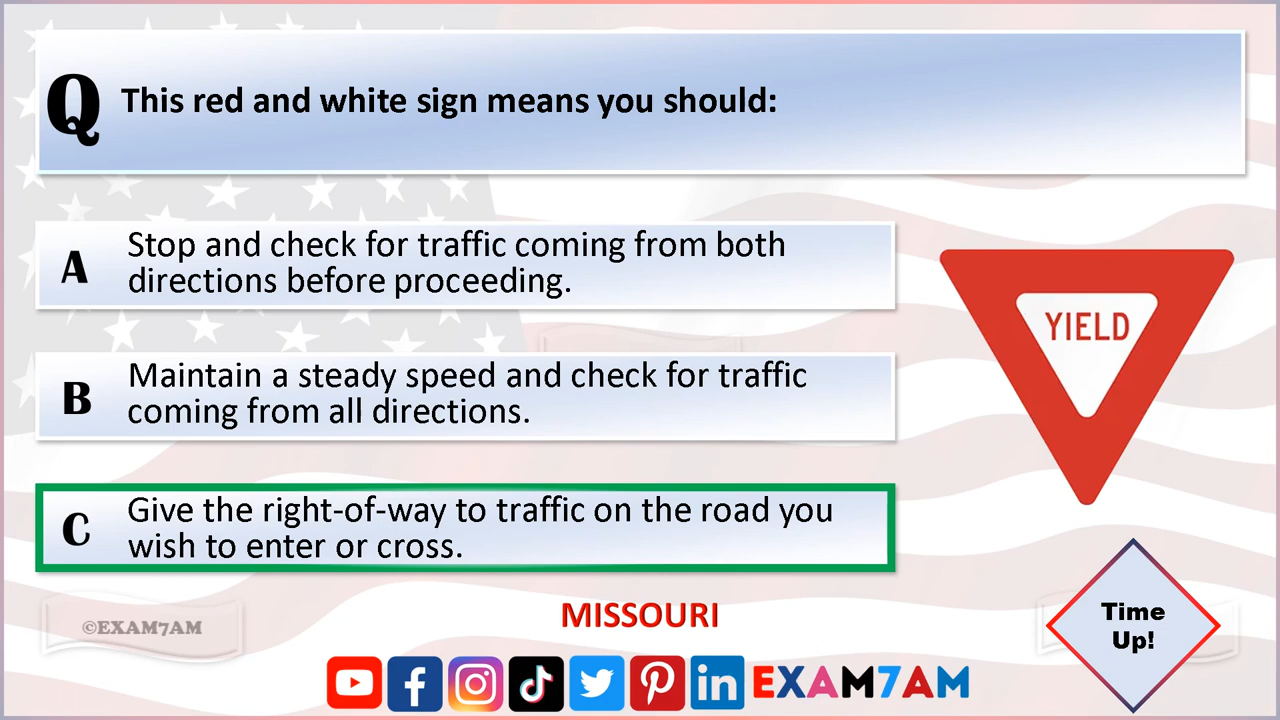 Q This red and white sign means you should:
A Stop and check for traffic coming from both
directions before proceeding.
YIELD
B Maintain a steady speed and check for traffic
coming from all directions.
C Give the right-of-way to traffic on the road you
wish to enter or cross.
MISSOURI
©EXAM7AM
Time
Up!
EXAM7AM